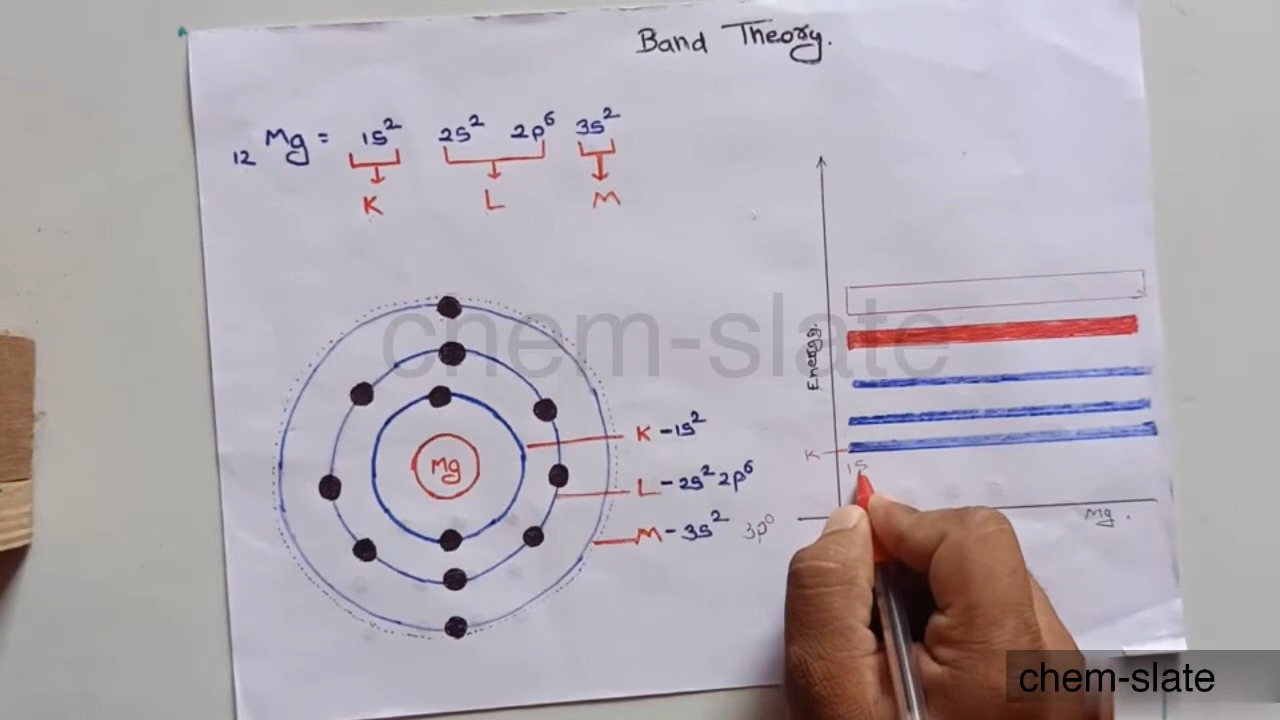 Band Theory.
12 Mg = 1s² 2s² 2p⁶ 3s²
K L M
chem-slate
Energy.
K - 1s²
K
1s
Mg
L - 2s² 2p⁶
M - 3s² 3p⁰
Mg.
chem-slate